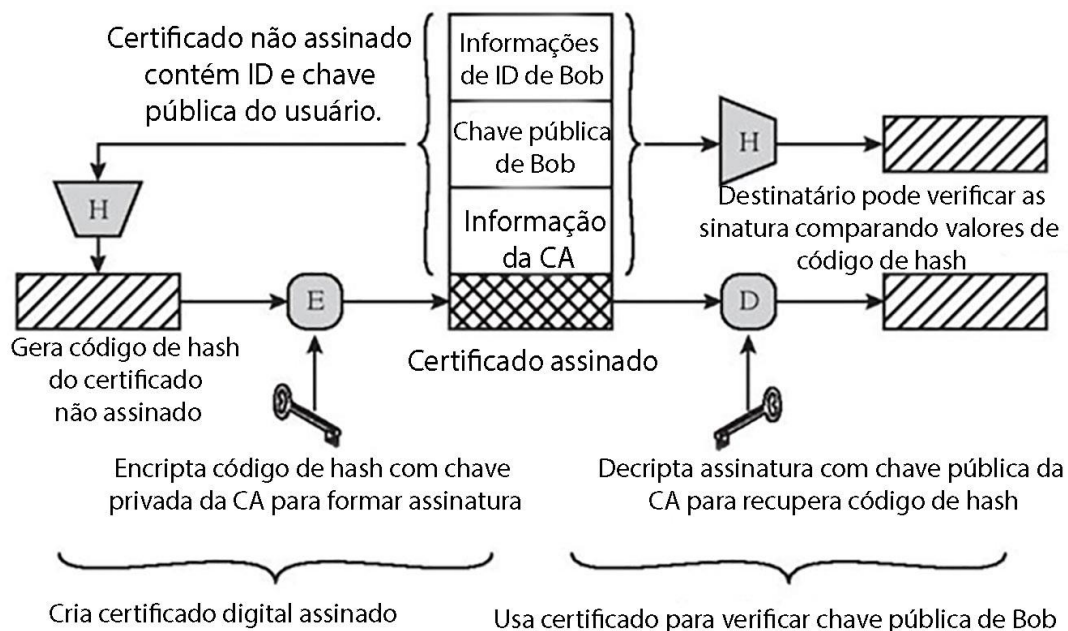 Certificado não assinado
contém ID e chave
pública do usuário.
Informações
de ID de Bob
Chave pública
de Bob
Informação
da CA
H
H
Destinatário pode verificar as
sinatura comparando valores de
código de hash
E
D
Gera código de hash
do certificado
não assinado
Certificado assinado
Encripta código de hash com chave
privada da CA para formar assinatura
Decripta assinatura com chave pública da
CA para recupera código de hash
Cria certificado digital assinado
Usa certificado para verificar chave pública de Bob